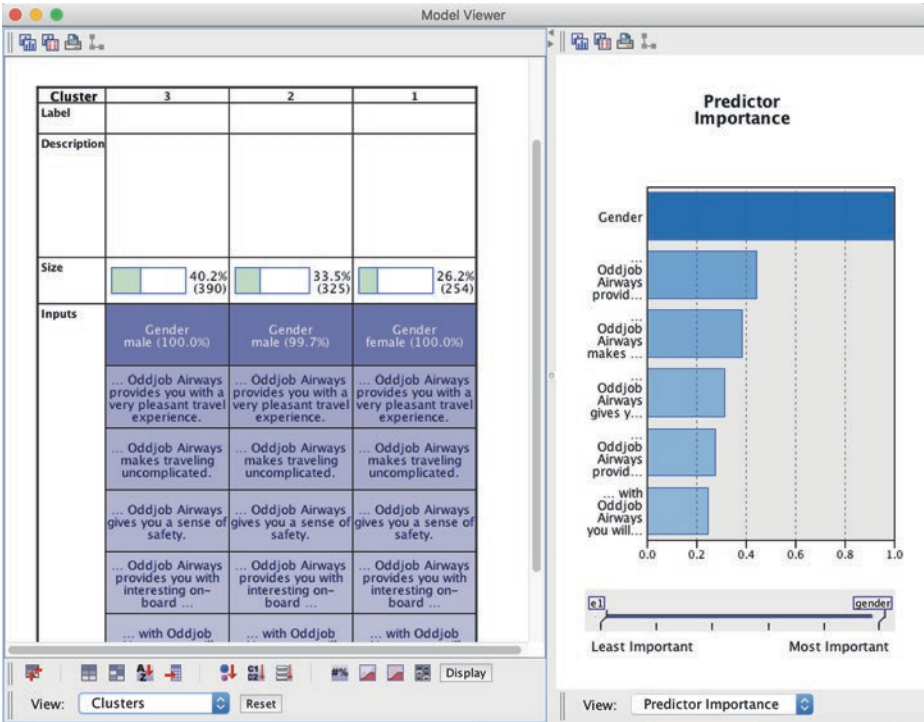 Model Viewer
Cluster 3 2 1
Label
Description
Size
40.2%
(390)
33.5%
(325)
26.2%
(254)
Inputs
Gender
male (100.0%)
Gender
male (99.7%)
Gender
female (100.0%)
... Oddjob Airways
provides you with a
very pleasant travel
experience.
... Oddjob Airways
provides you with a
very pleasant travel
experience.
... Oddjob Airways
provides you with a
very pleasant travel
experience.
... Oddjob Airways
makes traveling
uncomplicated.
... Oddjob Airways
makes traveling
uncomplicated.
... Oddjob Airways
makes traveling
uncomplicated.
... Oddjob Airways
gives you a sense of
safety.
... Oddjob Airways
gives you a sense of
safety.
... Oddjob Airways
gives you a sense of
safety.
... Oddjob Airways
provides you with
interesting on-
board ...
... Oddjob Airways
provides you with
interesting on-
board ...
... Oddjob Airways
provides you with
interesting on-
board ...
... with Oddjob
... with Oddjob
... with Oddjob
A
Z
C1
C2
#%
Display
View: Clusters Reset
Predictor
Importance
Gender
...
Oddjob
Airways
provid...
...
Oddjob
Airways
makes ...
...
Oddjob
Airways
gives y...
...
Oddjob
Airways
provid...
... with
Oddjob
Airways
you will...
0.0 0.2 0.4 0.6 0.8 1.0
e1 gender
Least Important Most Important
View: Predictor Importance